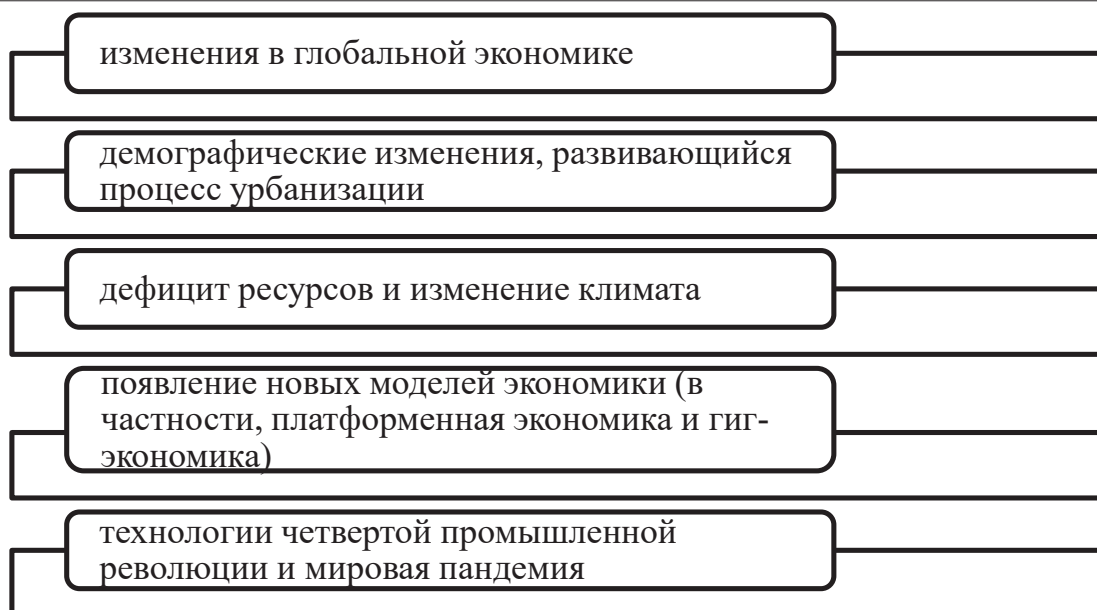 изменения в глобальной экономике
демографические изменения, развивающийся
процесс урбанизации
дефицит ресурсов и изменение климата
появление новых моделей экономики (в
частности, платформенная экономика и гиг-
экономика)
технологии четвертой промышленной
революции и мировая пандемия